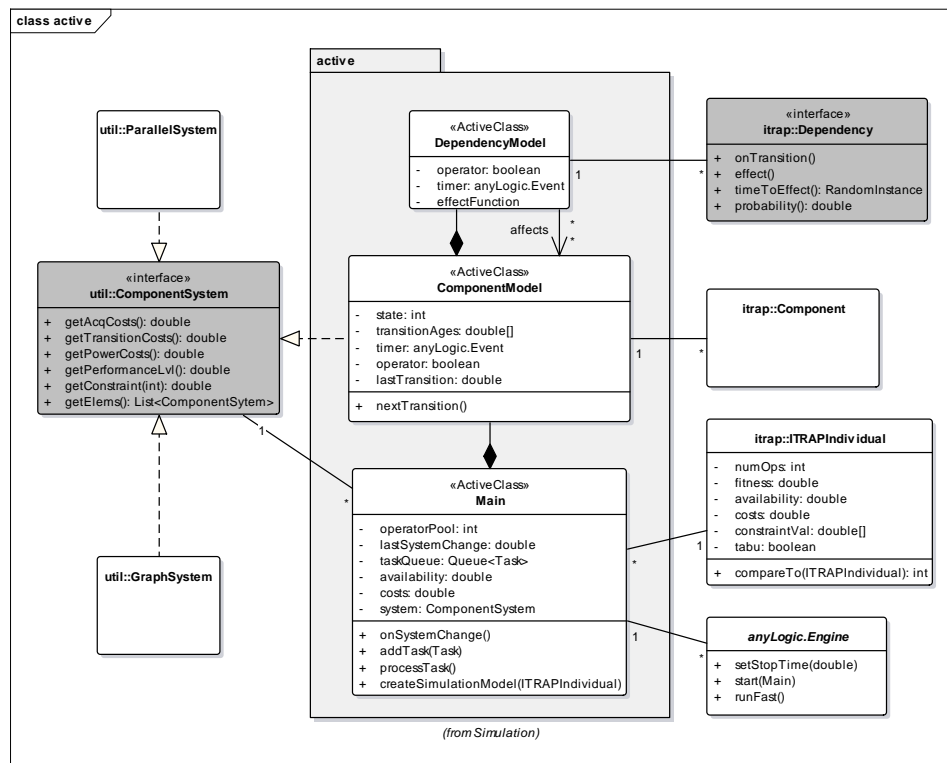 class active
active
util::ParallelSystem
«ActiveClass»
DependencyModel
- operator: boolean
- timer: anyLogic.Event
- effectFunction
«interface»
itrap::Dependency
+ onTransition()
+ effect()
+ timeToEffect(): RandomInstance
+ probability(): double
1
*
affects
*
*
«interface»
util::ComponentSystem
+ getAcqCosts(): double
+ getTransitionCosts(): double
+ getPowerCosts(): double
+ getPerformanceLvl(): double
+ getConstraint(int): double
+ getElems(): List<ComponentSytem>
«ActiveClass»
ComponentModel
- state: int
- transitionAges: double[]
- timer: anyLogic.Event
- operator: boolean
- lastTransition: double
+ nextTransition()
itrap::Component
1
*
1
*
«ActiveClass»
Main
- operatorPool: int
- lastSystemChange: double
- taskQueue: Queue<Task>
- availability: double
- costs: double
- system: ComponentSystem
+ onSystemChange()
+ addTask(Task)
+ processTask()
+ createSimulationModel(ITRAPIndividual)
itrap::ITRAPIndividual
- numOps: int
- fitness: double
- availability: double
- costs: double
- constraintVal: double[]
- tabu: boolean
+ compareTo(ITRAPIndividual): int
1
*
util::GraphSystem
anyLogic.Engine
+ setStopTime(double)
+ start(Main)
+ runFast()
1
*
(from Simulation)